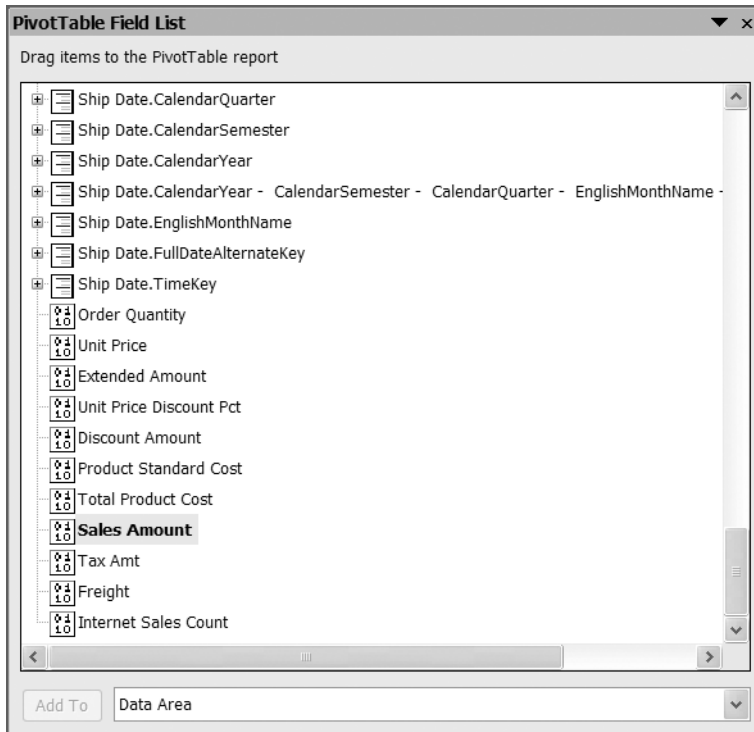 PivotTable Field List
Drag items to the PivotTable report
Ship Date.CalendarQuarter
Ship Date.CalendarSemester
Ship Date.CalendarYear
Ship Date.CalendarYear - CalendarSemester - CalendarQuarter - EnglishMonthName -
Ship Date.EnglishMonthName
Ship Date.FullDateAlternateKey
Ship Date.TimeKey
Order Quantity
Unit Price
Extended Amount
Unit Price Discount Pct
Discount Amount
Product Standard Cost
Total Product Cost
Sales Amount
Tax Amt
Freight
Internet Sales Count
Add To Data Area